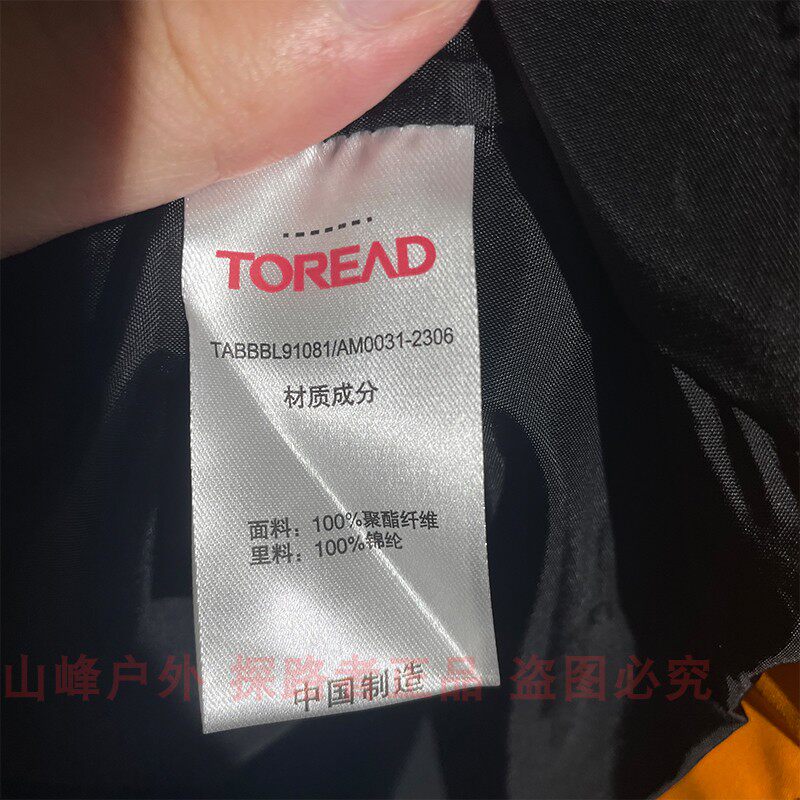 TOREAD
TABBBL91081/AM0031-2306
材质成分
面料：100%聚酯纤维
里料：100%锦纶
山峰户外 探路者正品 盗图必究
中国制造